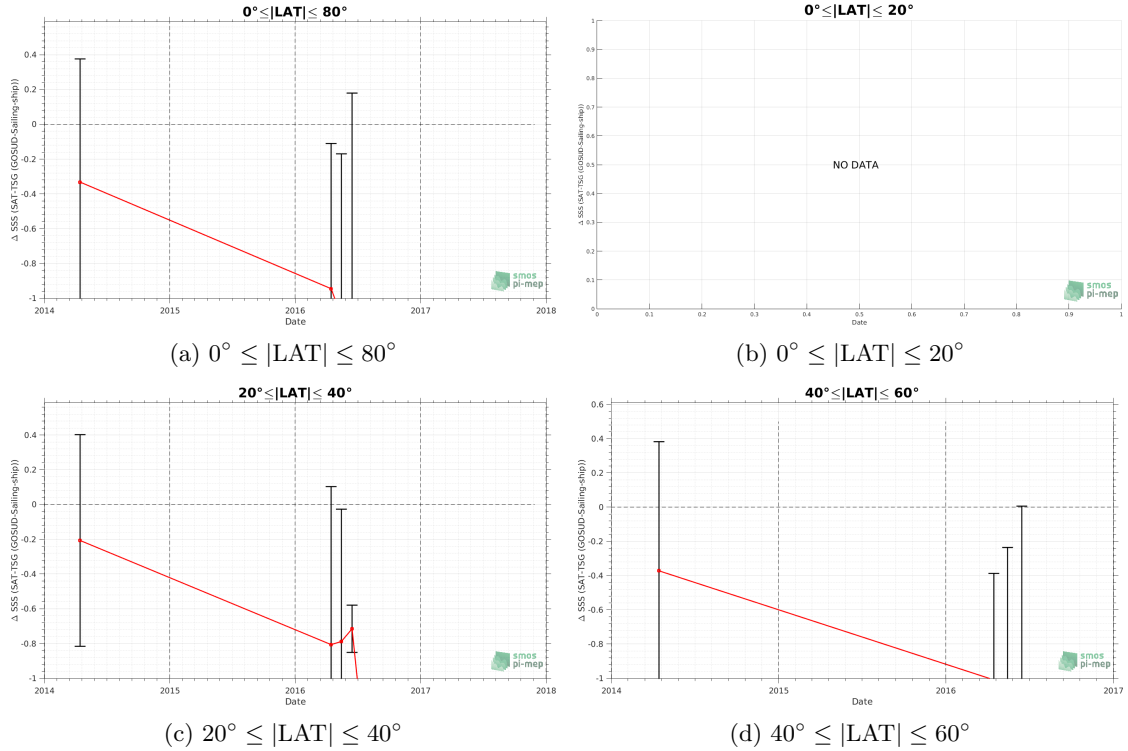 0°≤|LAT|≤ 80°
Δ SSS (SAT-TSG (GOSUD-Sailing-ship))
0.4
0.2
0
-0.2
-0.4
-0.6
-0.8
-1
2014 2015 2016 2017 2018
Date
smos
pi-mep
(a) 0° ≤ |LAT| ≤ 80°
0°≤|LAT|≤ 20°
Δ SSS (SAT-TSG (GOSUD-Sailing-ship))
1
0.9
0.8
0.7
0.6
0.5
0.4
0.3
0.2
0.1
0
NO DATA
0 0.1 0.2 0.3 0.4 0.5 0.6 0.7 0.8 0.9 1
Date
smos
pi-mep
(b) 0° ≤ |LAT| ≤ 20°
20°≤|LAT|≤ 40°
Δ SSS (SAT-TSG (GOSUD-Sailing-ship))
0.4
0.2
0
-0.2
-0.4
-0.6
-0.8
-1
2014 2015 2016 2017 2018
Date
smos
pi-mep
(c) 20° ≤ |LAT| ≤ 40°
40°≤|LAT|≤ 60°
Δ SSS (SAT-TSG (GOSUD-Sailing-ship))
0.6
0.4
0.2
0
-0.2
-0.4
-0.6
-0.8
-1
2014 2015 2016 2017
Date
smos
pi-mep
(d) 40° ≤ |LAT| ≤ 60°